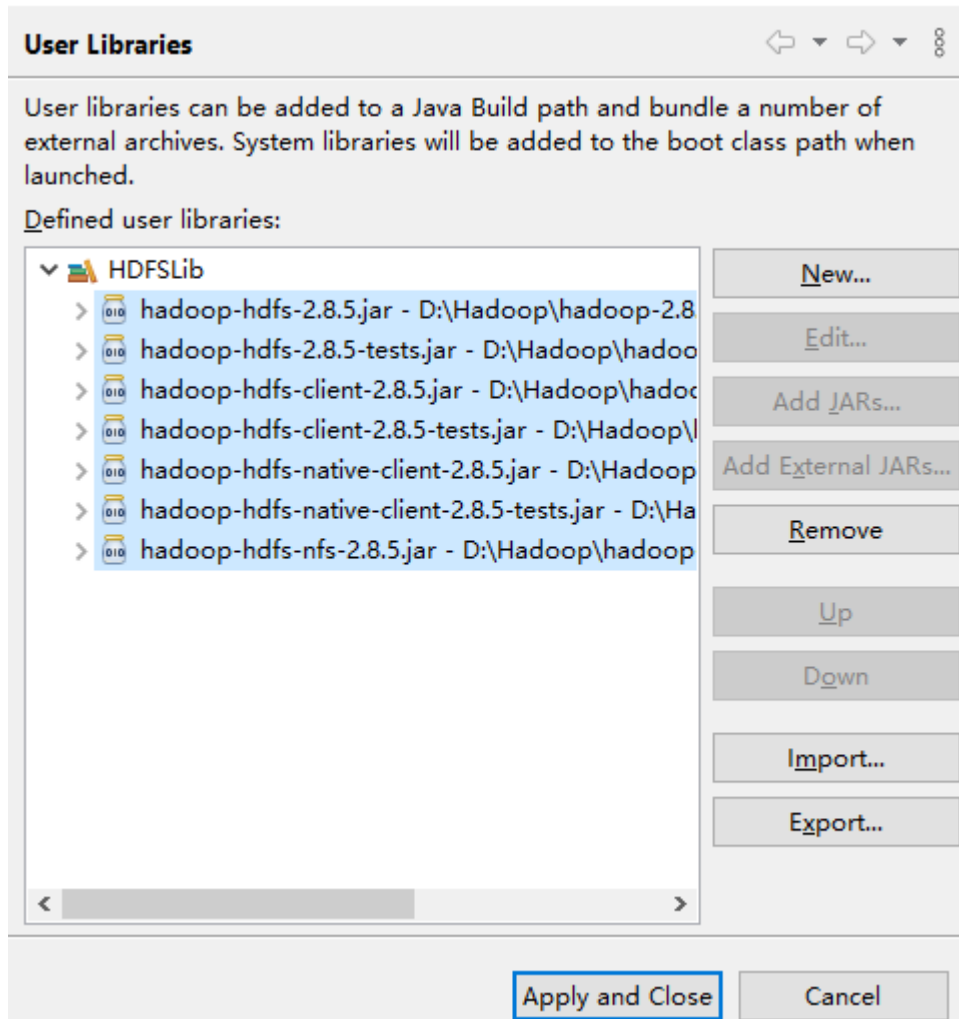 User Libraries
User libraries can be added to a Java Build path and bundle a number of
external archives. System libraries will be added to the boot class path when
launched.
Defined user libraries:
HDFSLib
hadoop-hdfs-2.8.5.jar - D:\Hadoop\hadoop-2.8
hadoop-hdfs-2.8.5-tests.jar - D:\Hadoop\hadoo
hadoop-hdfs-client-2.8.5.jar - D:\Hadoop\hadoc
hadoop-hdfs-client-2.8.5-tests.jar - D:\Hadoop\
hadoop-hdfs-native-client-2.8.5.jar - D:\Hadoop
hadoop-hdfs-native-client-2.8.5-tests.jar - D:\Ha
hadoop-hdfs-nfs-2.8.5.jar - D:\Hadoop\hadoop
New...
Edit...
Add JARs...
Add External JARs...
Remove
Up
Down
Import...
Export...
Apply and Close
Cancel